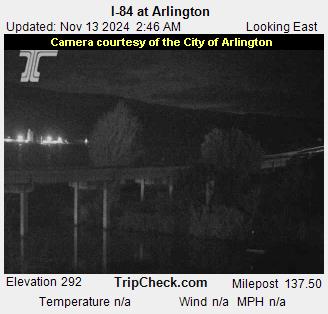 I-84 at Arlington
Updated: Nov 13 2024 2:46 AM Looking East
Camera courtesy of the City of Arlington
Elevation 292 TripCheck.com Milepost 137.50
Temperature n/a Wind n/a MPH n/a